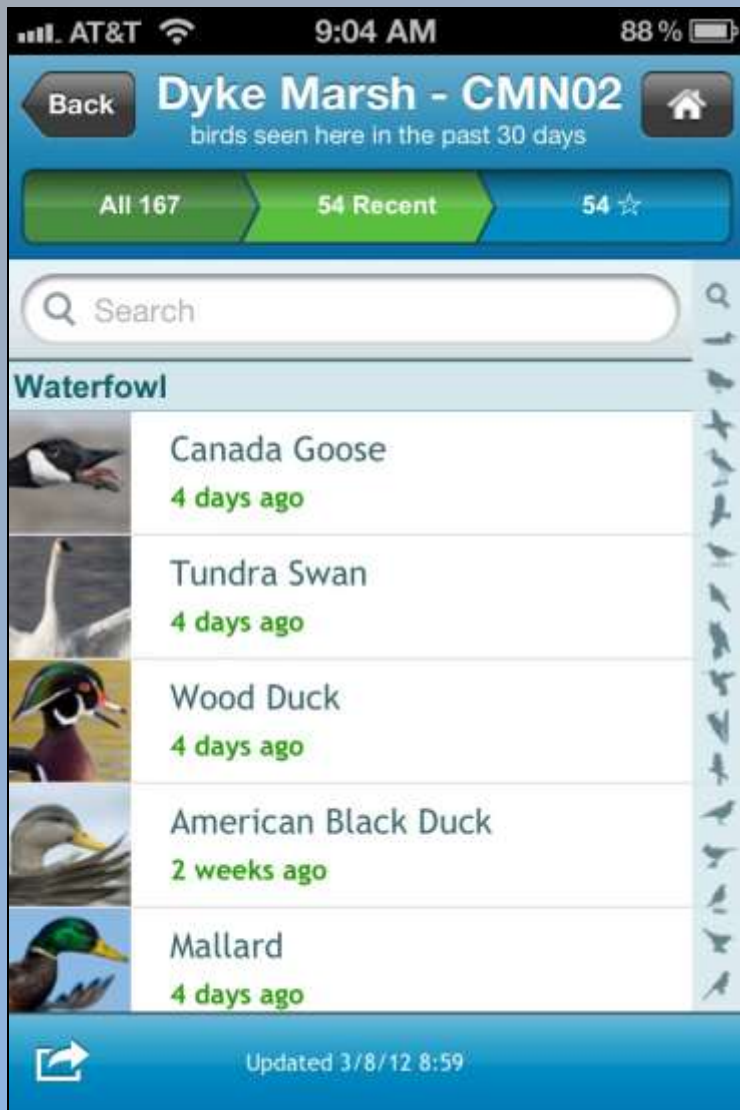 AT&T 9:04 AM 88 %
Back
Dyke Marsh - CMN02
birds seen here in the past 30 days
All 167 54 Recent 54 ☆
Search
Waterfowl
Canada Goose
4 days ago
Tundra Swan
4 days ago
Wood Duck
4 days ago
American Black Duck
2 weeks ago
Mallard
4 days ago
Updated 3/8/12 8:59